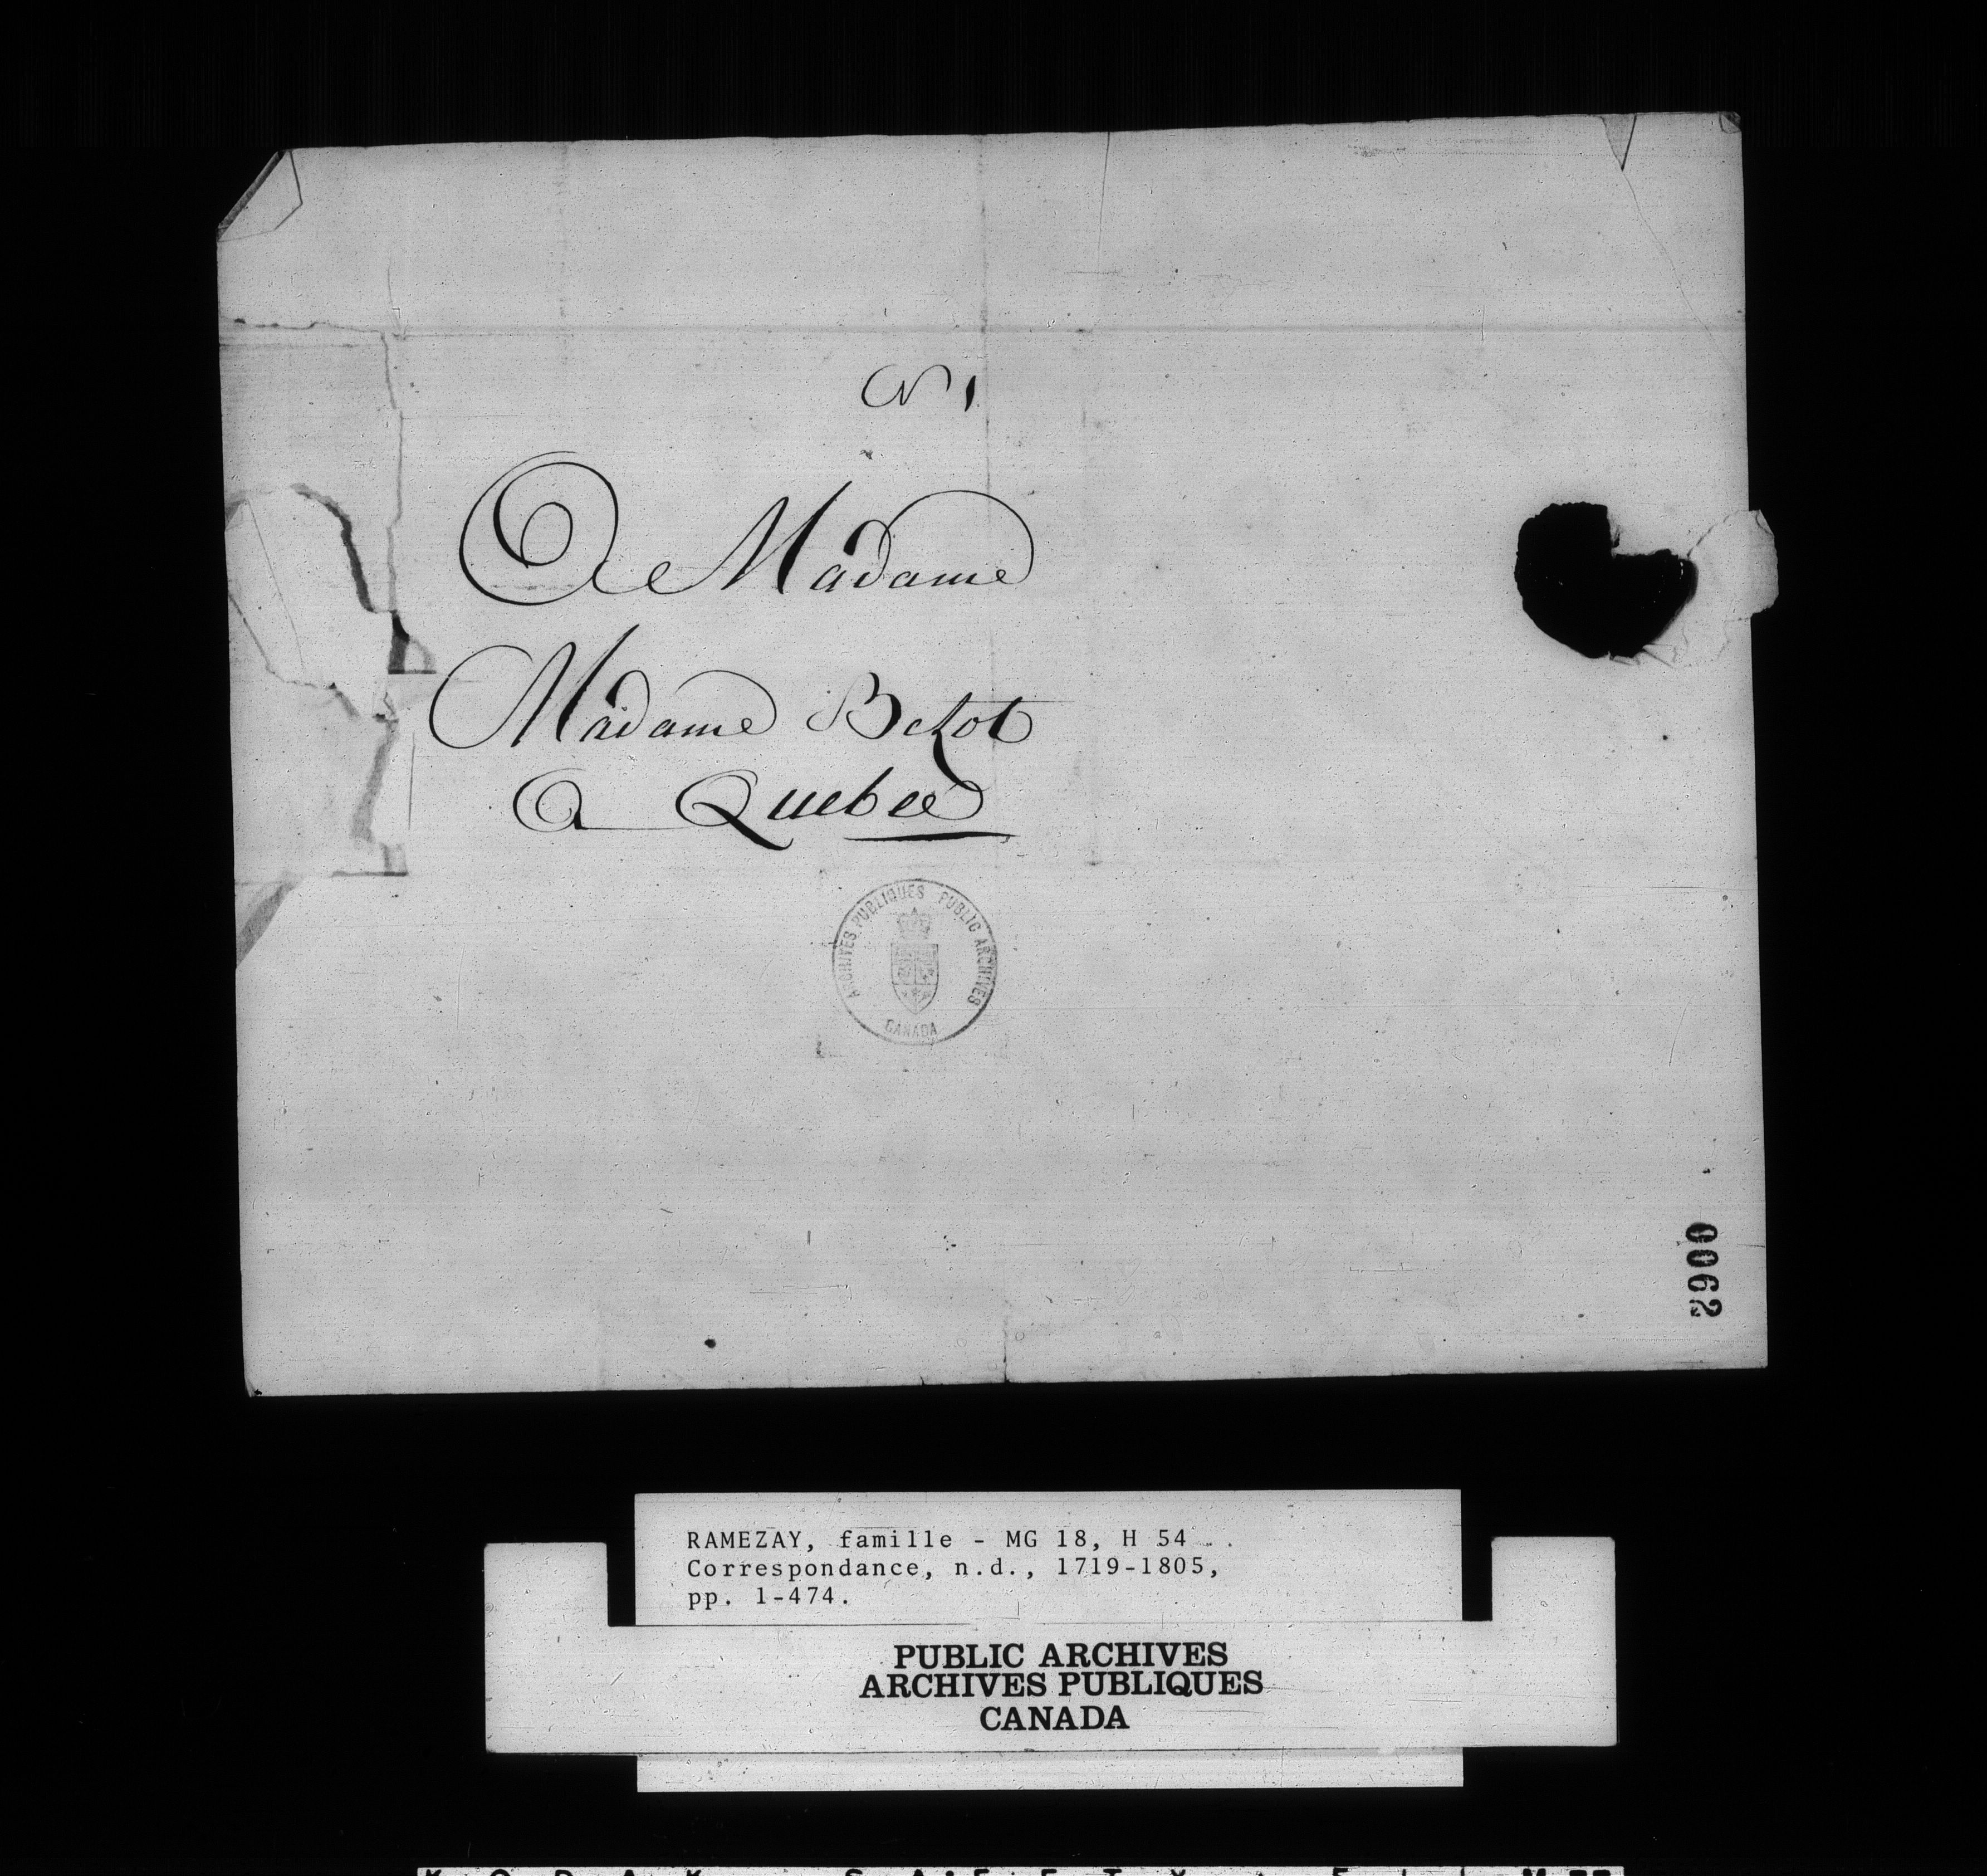 N 1
A Madame
Madame Bezot
A Quebec
ARCHIVES PUBLIQUES PUBLIC ARCHIVES
CANADA
0062
RAMEZAY, famille - MG 18, H 54
Correspondance, n.d., 1719-1805,
pp. 1-474.
PUBLIC ARCHIVES
ARCHIVES PUBLIQUES
CANADA